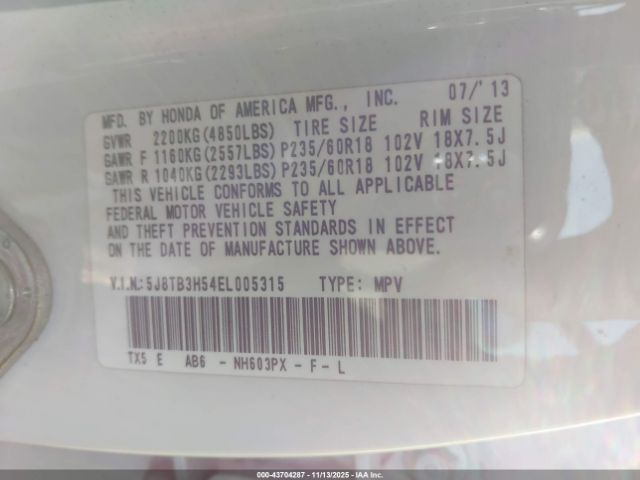 MFD. BY HONDA OF AMERICA MFG., INC. 07/'13
GVWR 2200KG(4850LBS) TIRE SIZE RIM SIZE
GAWR F 1160KG(2557LBS) P235/60R18 102V 18X7.5J
GAWR R 1040KG(2293LBS) P235/60R18 102V 18X7.5J
THIS VEHICLE CONFORMS TO ALL APPLICABLE
FEDERAL MOTOR VEHICLE SAFETY
AND THEFT PREVENTION STANDARDS IN EFFECT
ON THE DATE OF MANUFACTURE SHOWN ABOVE.
V.I.N.: 5J8TB3H54EL005315 TYPE: MPV
TX5 E AB6 - NH603PX - F - L
000-43704287 - 11/13/2025 - IAA Inc.